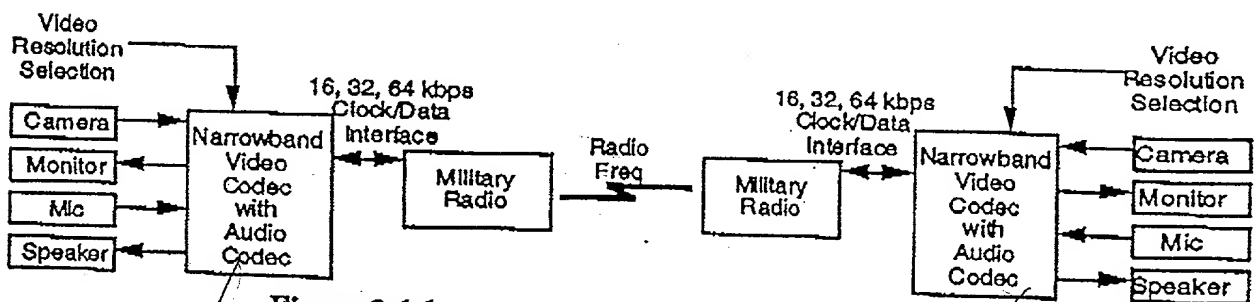 Video
Resolution
Selection
Camera
Monitor
Mic
Speaker
Narrowband
Video
Codec
with
Audio
Codec
16, 32, 64 kbps
Clock/Data
Interface
Military
Radio
Radio
Freq
Military
Radio
16, 32, 64 kbps
Clock/Data
Interface
Narrowband
Video
Codec
with
Audio
Codec
Video
Resolution
Selection
Camera
Monitor
Mic
Speaker